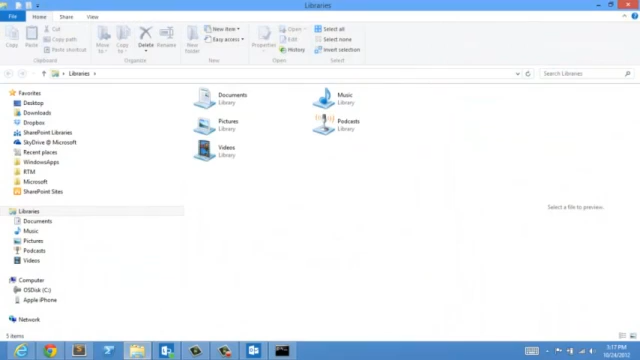 Libraries
File Home Share View
Copy
Paste
Cut
Copy path
Paste shortcut
Clipboard
Move to
Copy to
Delete
Rename
Organize
New folder
New item
Easy access
New
Properties
Open
Edit
History
Open
Select all
Select none
Invert selection
Select
Libraries
Search Libraries
Favorites
Desktop
Downloads
Dropbox
SharePoint Libraries
SkyDrive @ Microsoft
Recent places
WindowsApps
RTM
Microsoft
SharePoint Sites
Libraries
Documents
Music
Pictures
Podcasts
Videos
Computer
OSDisk (C:)
Apple iPhone
Network
Documents
Library
Music
Library
Pictures
Library
Podcasts
Library
Videos
Library
Select a file to preview.
5 items
3:17 PM
10/24/2012